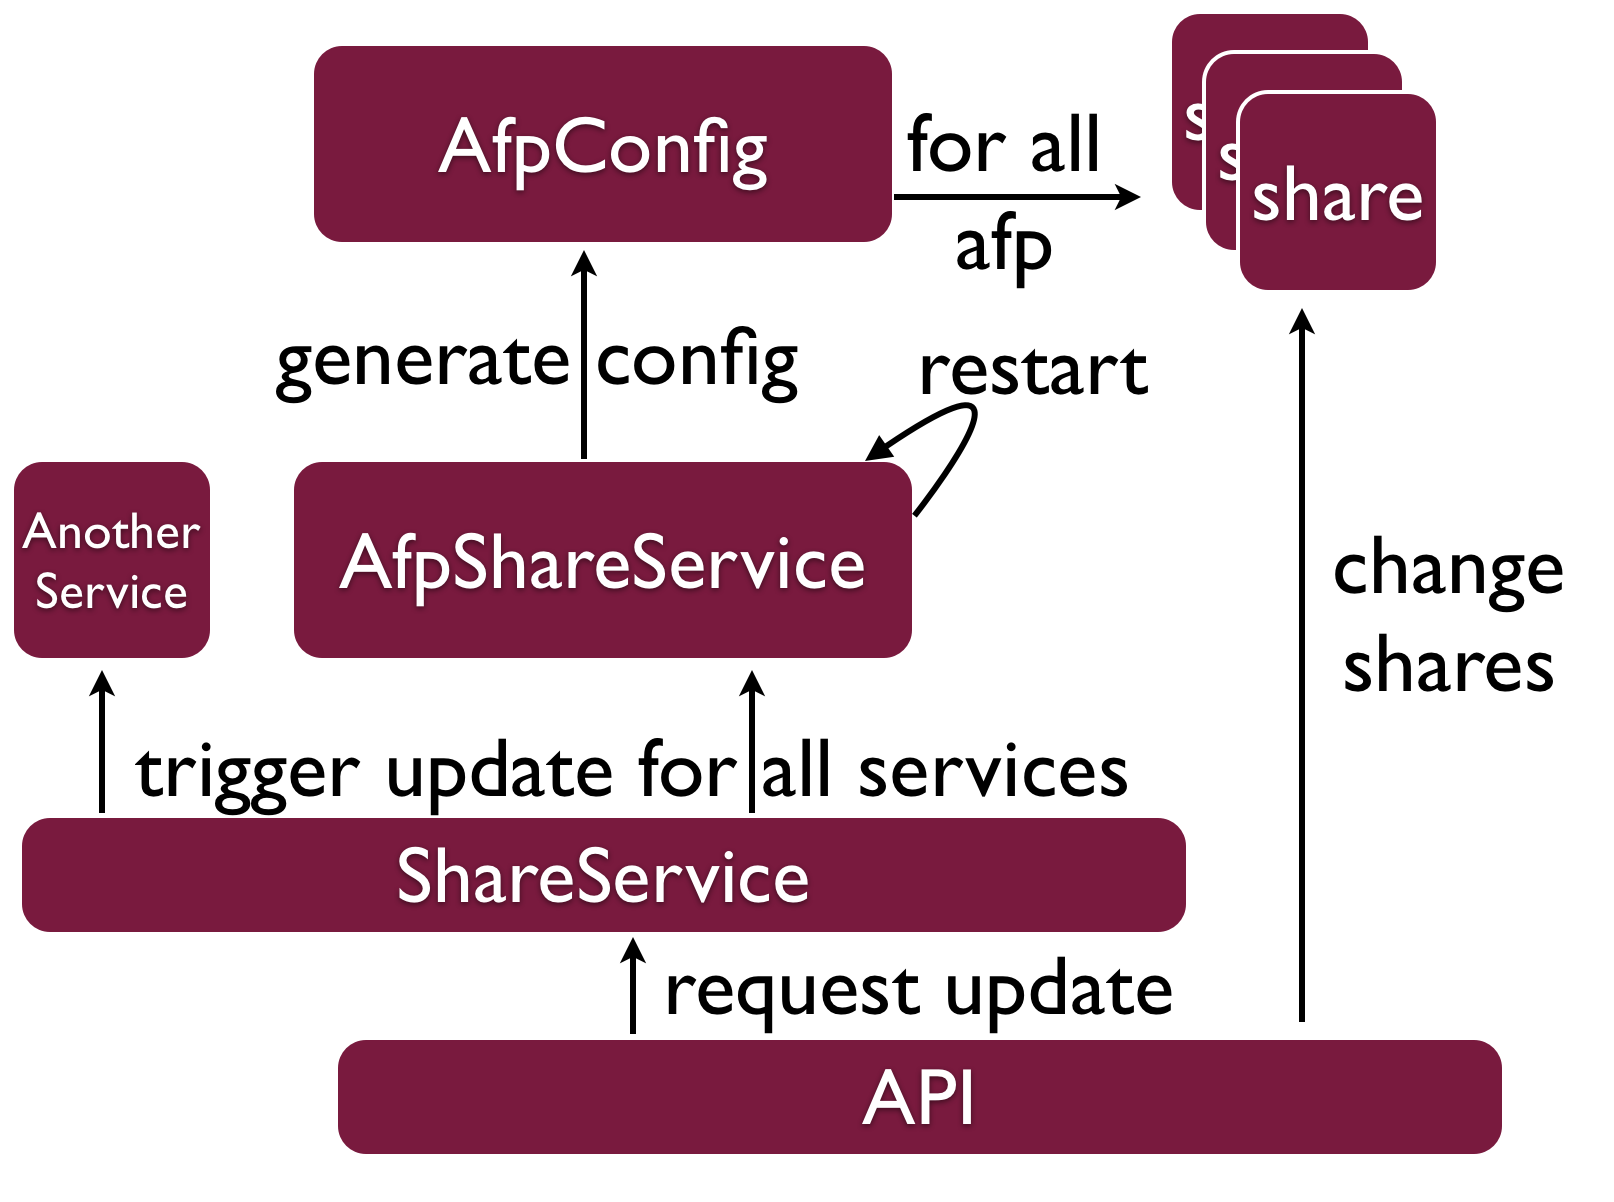 AfpConfig
for all
afp
s
s
share
generate config
restart
Another
Service
AfpShareService
change
shares
trigger update for all services
ShareService
request update
API